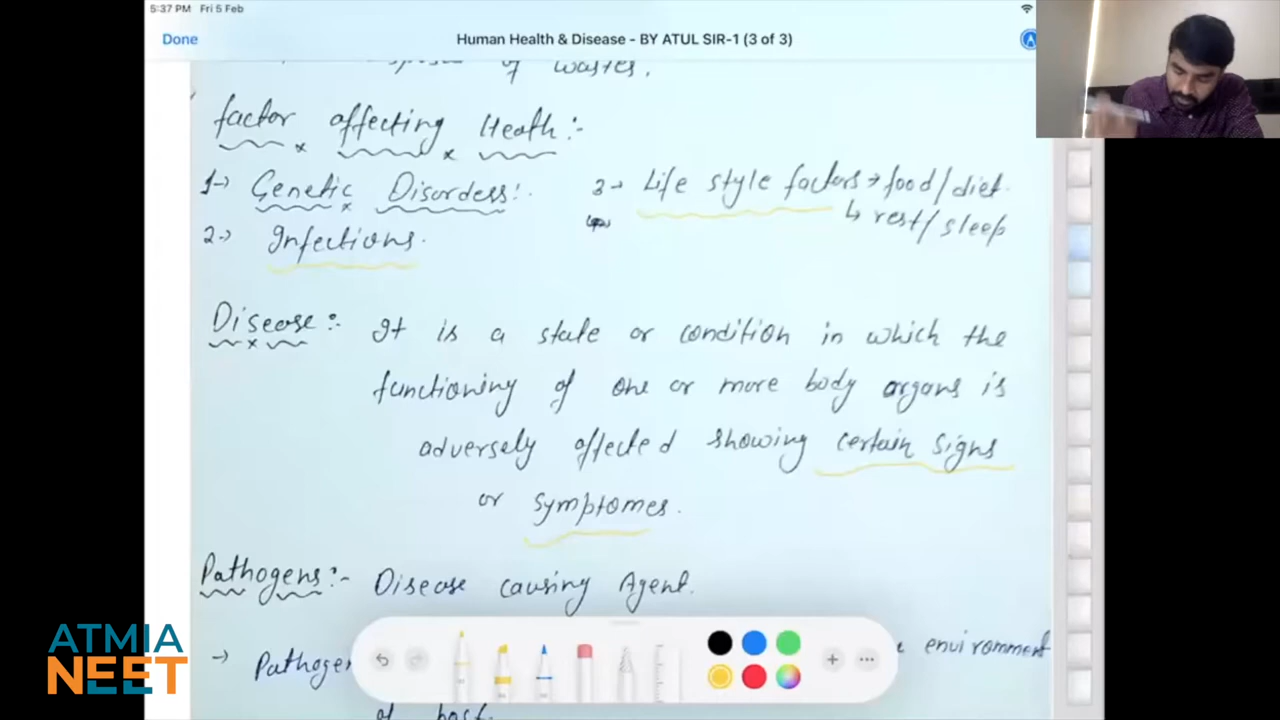 5:37 PM Fri 5 Feb
Done
Human Health & Disease - BY ATUL SIR-1 (3 of 3)
of wastes.
factor affecting Heath:-
1→ Genetic Disorders:-
2→ Infections.
3→ Life style factors → food/diet.
↳ rest/sleep
Disease:- It is a state or condition in which the
functioning of one or more body organs is
adversely affected showing certain signs
or symptomes.
Pathogens:- Disease causing Agent.
→ Pathogen environment
of host.
ATMIA
NEET